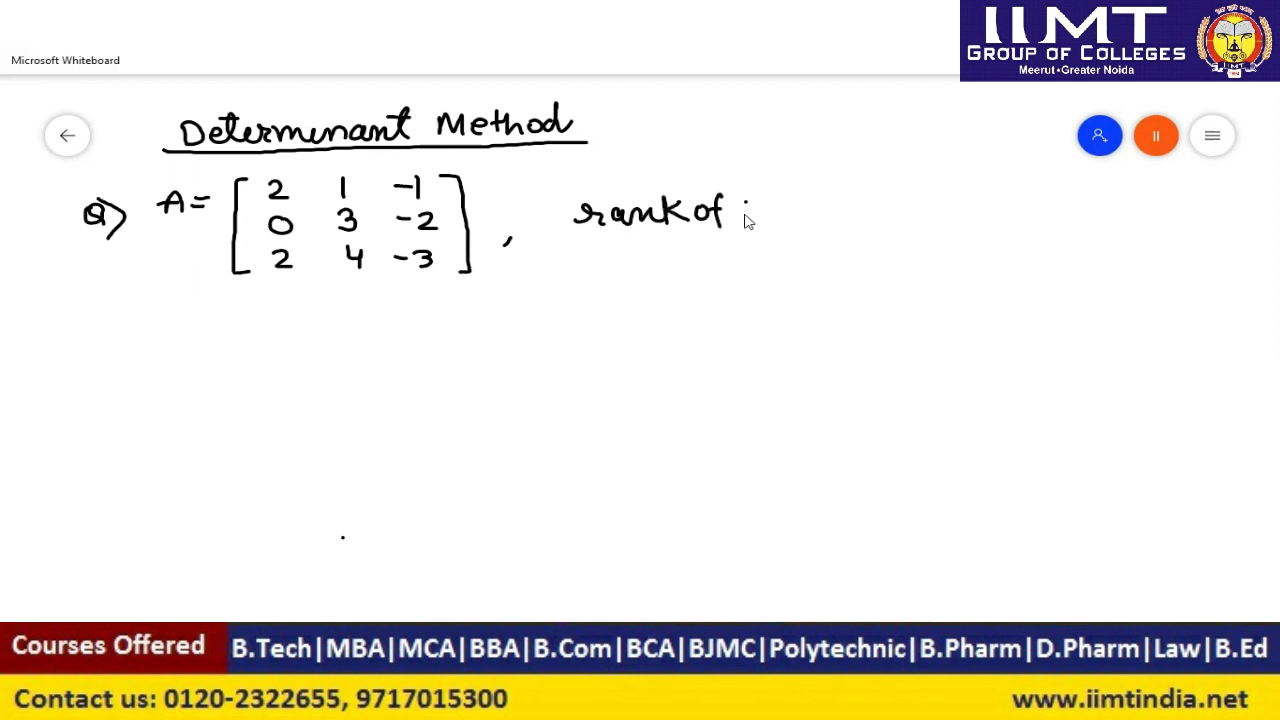 IIMT
GROUP OF COLLEGES
Meerut•Greater Noida
Microsoft Whiteboard
Determinant Method
Q) A = [ 2 1 -1
0 3 -2
2 4 -3 ] , rank of
Courses Offered B.Tech|MBA|MCA|BBA|B.Com|BCA|BJMC|Polytechnic|B.Pharm|D.Pharm|Law|B.Ed
Contact us: 0120-2322655, 9717015300 www.iimtindia.net